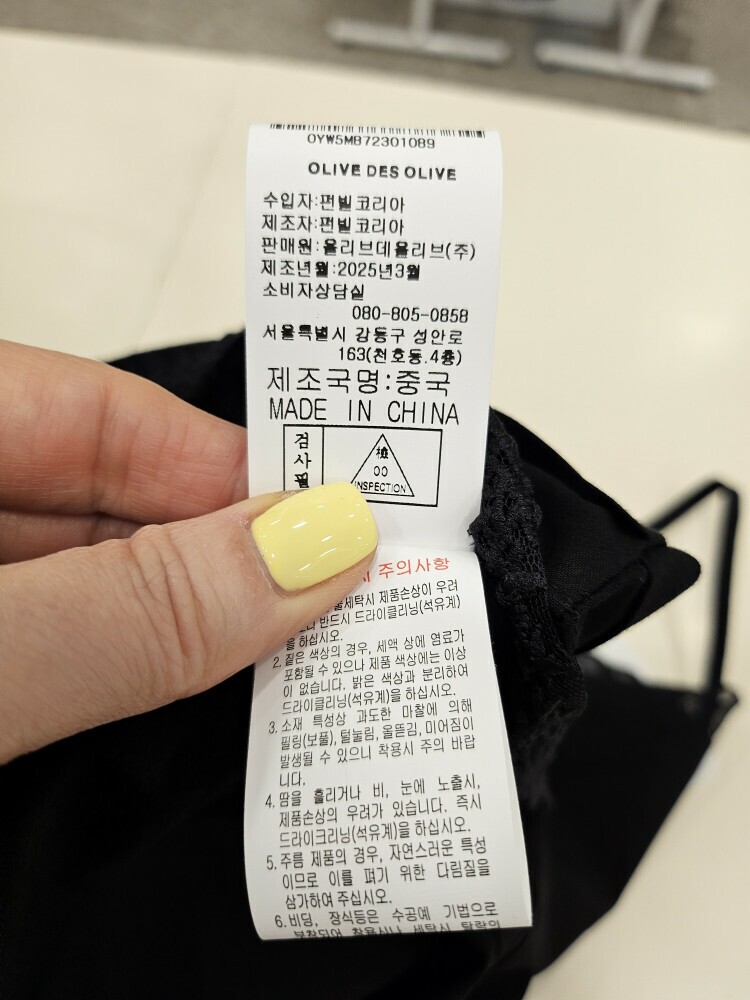 0YW5MB72301089
OLIVE DES OLIVE
수입자:펀빌코리아
제조자:펀빌코리아
판매원:올리브데올리브(주)
제조년월:2025년3월
소비자상담실
080-805-0858
서울특별시 강동구 성안로
163(천호동.4층)
제조국명:중국
MADE IN CHINA
검
사
필
檢
00
INSPECTION
주의사항
제품손상이 우려
반드시 드라이클리닝(석유계)
을 하십시오.
2. 짙은 색상의 경우, 세액 상에 염료가
포함될 수 있으나 제품 색상에는 이상
이 없습니다. 밝은 색상과 분리하여
드라이클리닝(석유계)을 하십시오.
3. 소재 특성상 과도한 마찰에 의해
필링(보풀), 털눌림, 올뜯김, 미어짐이
발생될 수 있으니 착용시 주의 바랍
니다.
4. 땀을 흘리거나 비, 눈에 노출시,
제품손상의 우려가 있습니다. 즉시
드라이크리닝(석유계)을 하십시오.
5. 주름 제품의 경우, 자연스러운 특성
이므로 이를 펴기 위한 다림질을
삼가하여 주십시오.
6. 비딩, 장식등은 수공예 기법으로